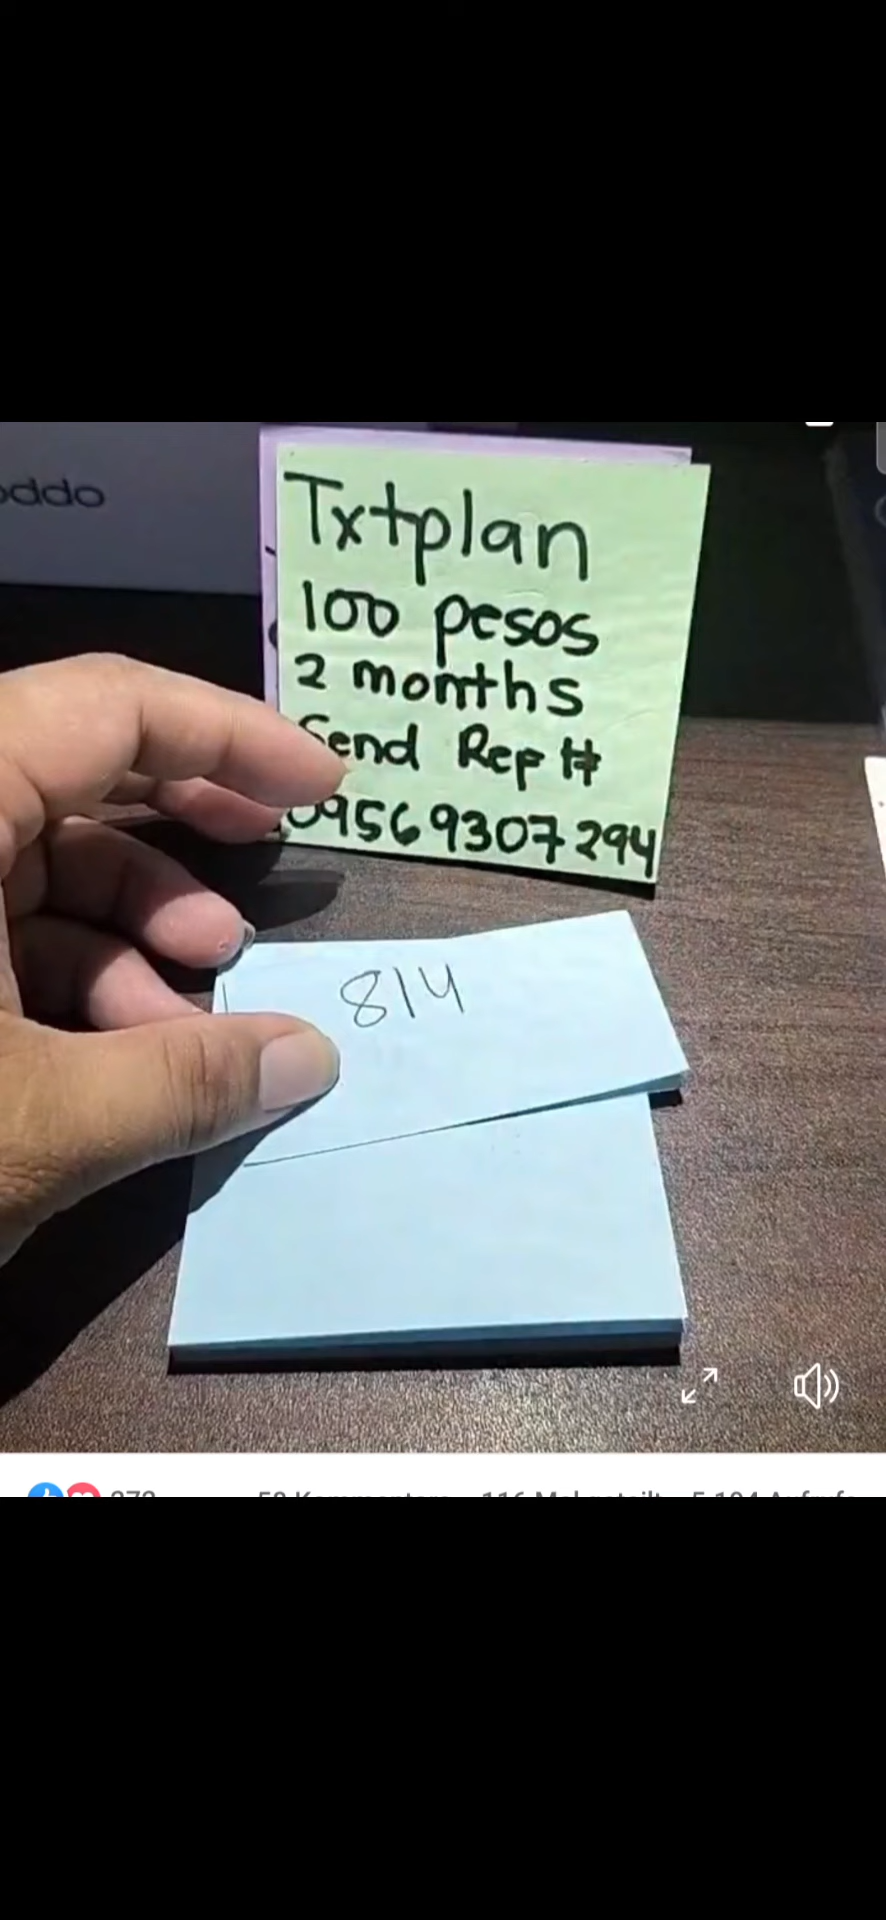 oddo
Txtplan
100 pesos
2 months
Send Rep #
09569307294
814